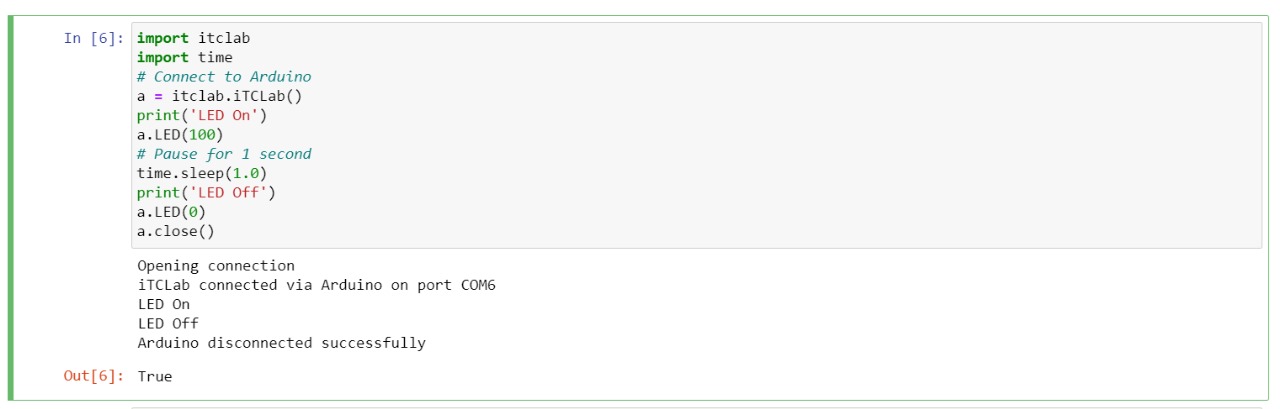 In [6]: import itclab
import time
# Connect to Arduino
a = itclab.iTCLab()
print('LED On')
a.LED(100)
# Pause for 1 second
time.sleep(1.0)
print('LED Off')
a.LED(0)
a.close()
Opening connection
iTCLab connected via Arduino on port COM6
LED On
LED Off
Arduino disconnected successfully
Out[6]: True